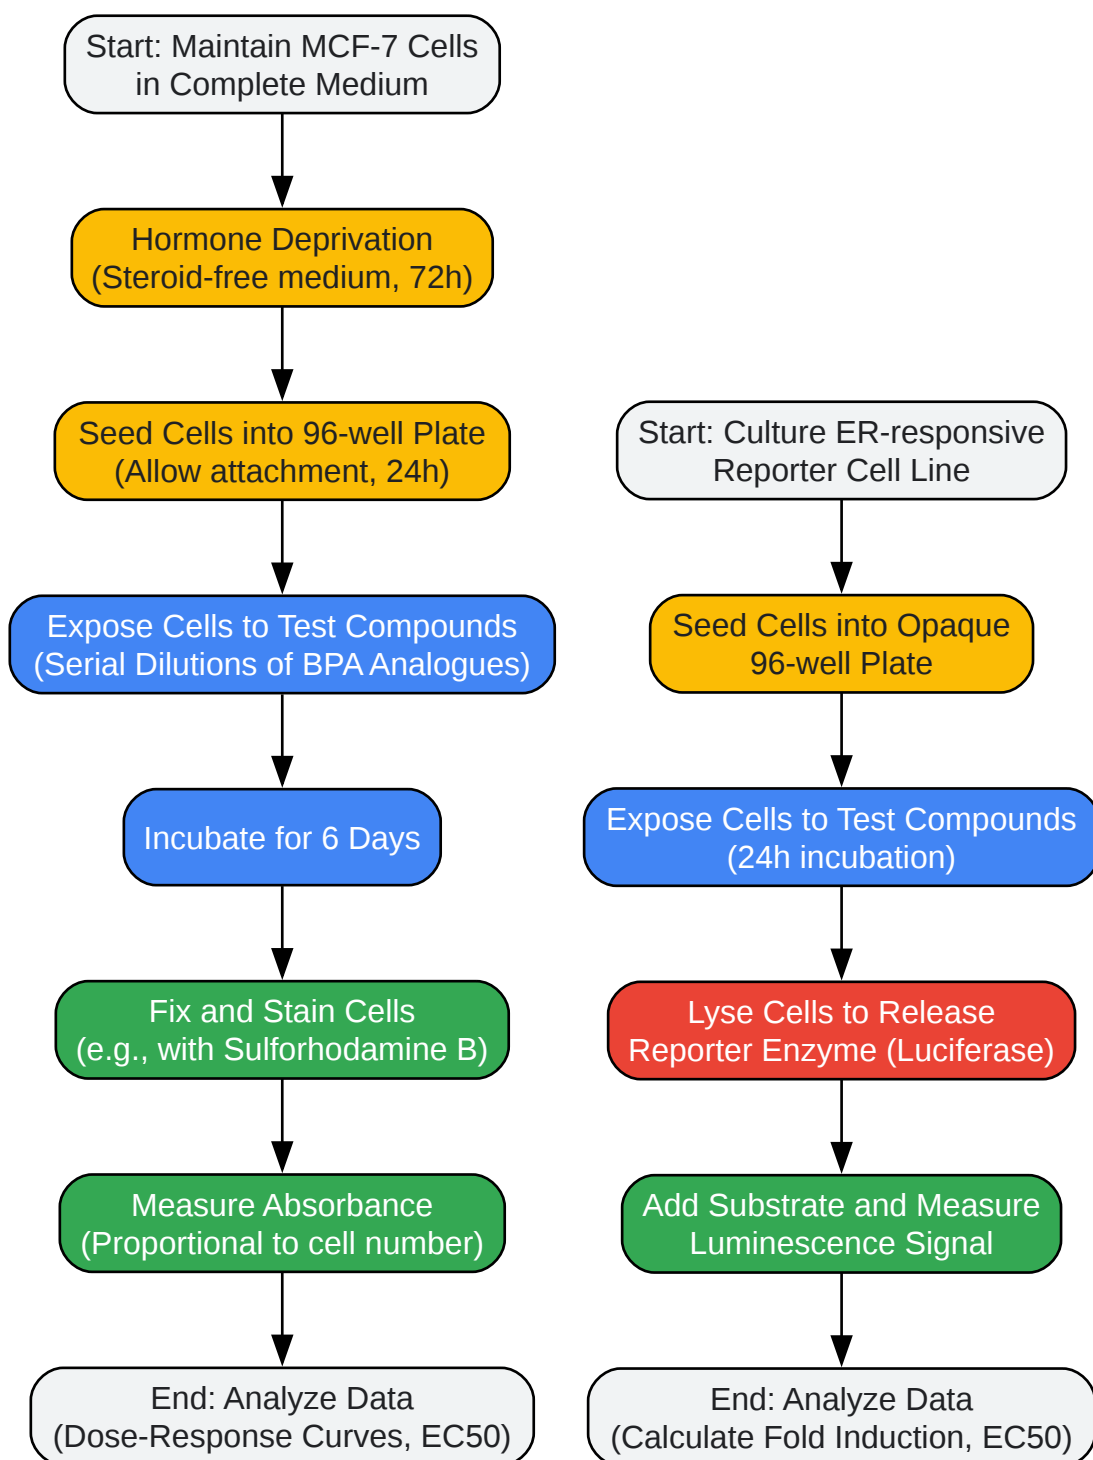 Start: Maintain MCF-7 Cells
in Complete Medium
Hormone Deprivation
(Steroid-free medium, 72h)
Seed Cells into 96-well Plate
(Allow attachment, 24h)
Expose Cells to Test Compounds
(Serial Dilutions of BPA Analogues)
Incubate for 6 Days
Fix and Stain Cells
(e.g., with Sulforhodamine B)
Measure Absorbance
(Proportional to cell number)
End: Analyze Data
(Dose-Response Curves, EC50)
Start: Culture ER-responsive
Reporter Cell Line
Seed Cells into Opaque
96-well Plate
Expose Cells to Test Compounds
(24h incubation)
Lyse Cells to Release
Reporter Enzyme (Luciferase)
Add Substrate and Measure
Luminescence Signal
End: Analyze Data
(Calculate Fold Induction, EC50)